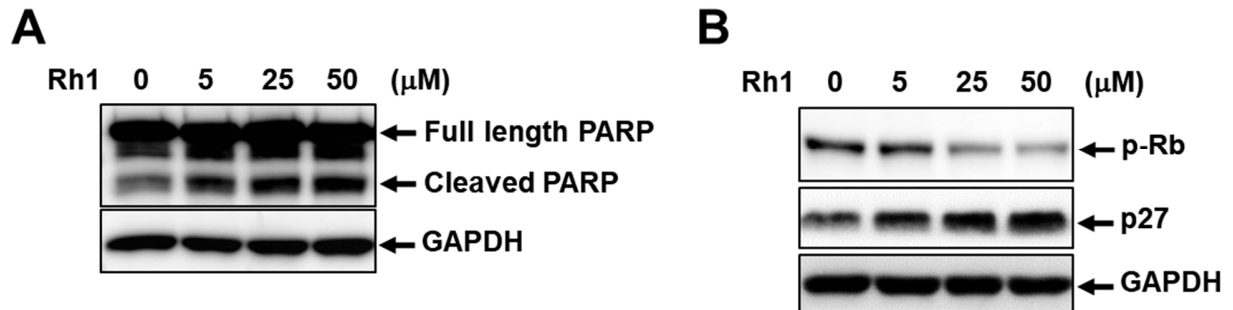 A
Rh1 0 5 25 50 (μM)
Full length PARP
Cleaved PARP
GAPDH
B
Rh1 0 5 25 50 (μM)
p-Rb
p27
GAPDH